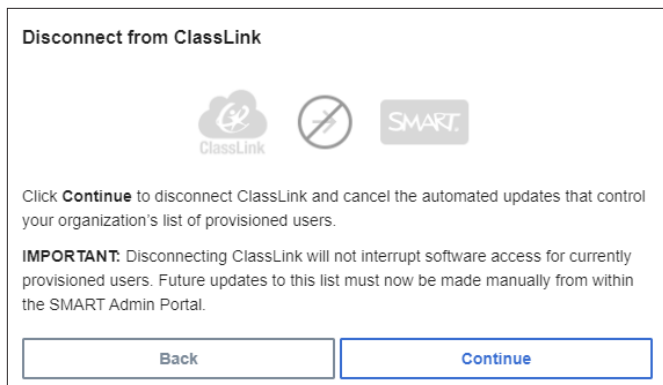 Disconnect from ClassLink
ClassLink
SMART.
Click Continue to disconnect ClassLink and cancel the automated updates that control
your organization's list of provisioned users.
IMPORTANT: Disconnecting ClassLink will not interrupt software access for currently
provisioned users. Future updates to this list must now be made manually from within
the SMART Admin Portal.
Back
Continue